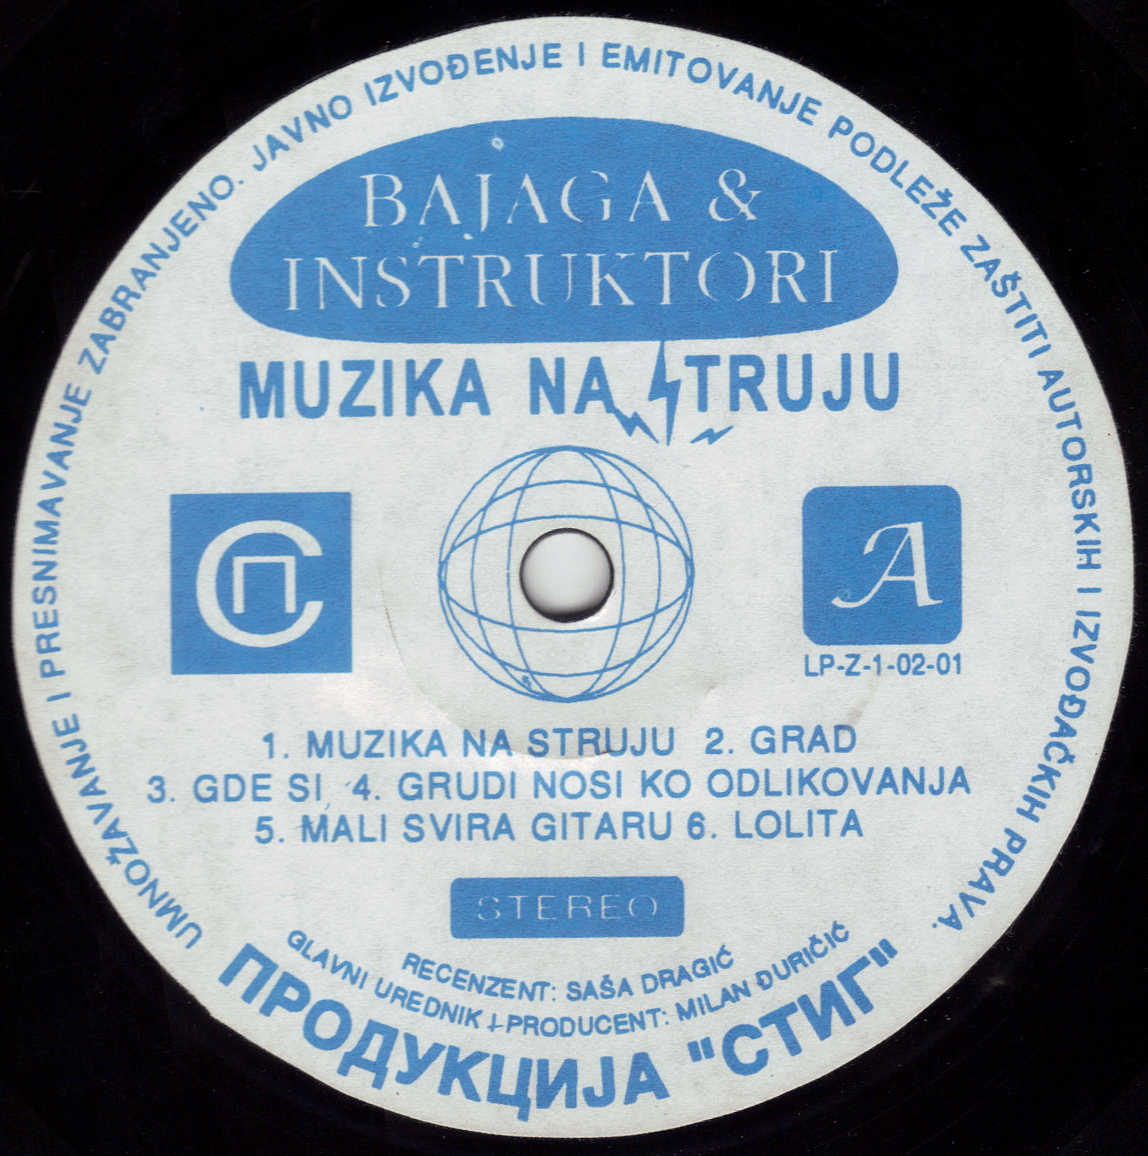 UMNOŽAVANJE I PRESNIMAVANJE ZABRANJENO. JAVNO IZVOĐENJE I EMITOVANJE PODLEŽE ZAŠTITI AUTORSKIH I IZVOĐAČKIH PRAVA.
BAJAGA &
INSTRUKTORI
MUZIKA NA STRUJU
СП
A
LP-Z-1-02-01
1. MUZIKA NA STRUJU 2. GRAD
3. GDE SI 4. GRUDI NOSI KO ODLIKOVANJA
5. MALI SVIRA GITARU 6. LOLITA
STEREO
RECENZENT: SAŠA DRAGIĆ
GLAVNI UREDNIK I PRODUCENT: MILAN ĐURIČIĆ
ПРОДУКЦИЈА "СТИГ"